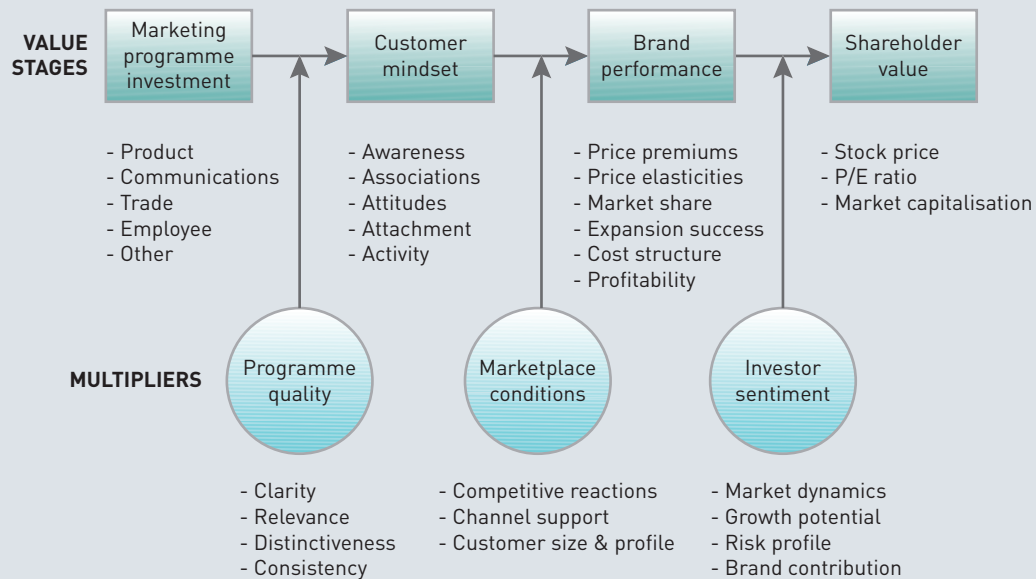 VALUE
STAGES
Marketing
programme
investment
Customer
mindset
Brand
performance
Shareholder
value
- Product
- Communications
- Trade
- Employee
- Other
- Awareness
- Associations
- Attitudes
- Attachment
- Activity
- Price premiums
- Price elasticities
- Market share
- Expansion success
- Cost structure
- Profitability
- Stock price
- P/E ratio
- Market capitalisation
MULTIPLIERS
Programme
quality
Marketplace
conditions
Investor
sentiment
- Clarity
- Relevance
- Distinctiveness
- Consistency
- Competitive reactions
- Channel support
- Customer size & profile
- Market dynamics
- Growth potential
- Risk profile
- Brand contribution